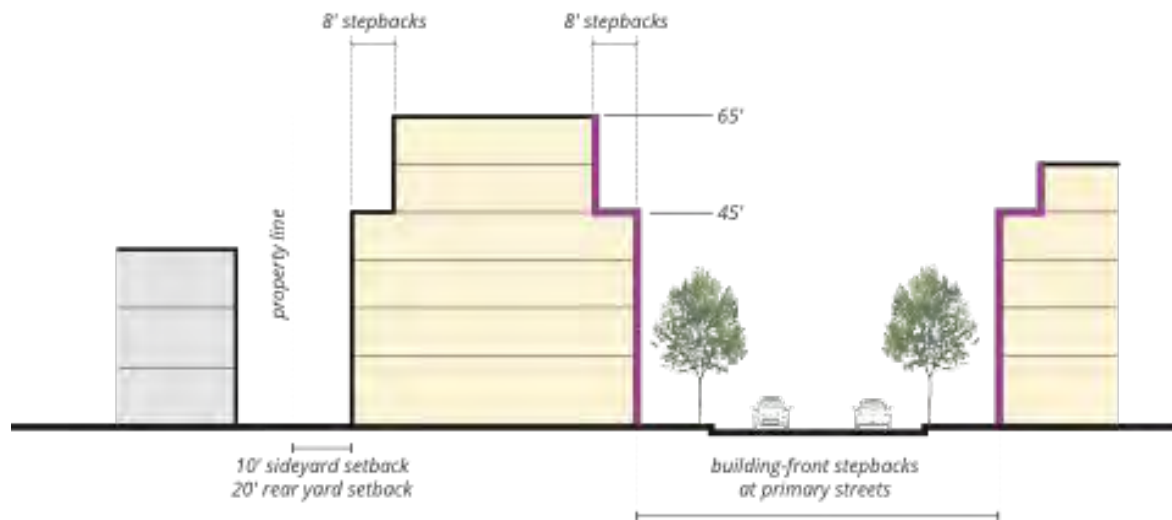 8' stepbacks
8' stepbacks
65'
45'
property line
10' sideyard setback
20' rear yard setback
building-front stepbacks
at primary streets